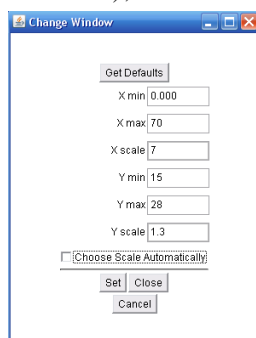 Change Window
Get Defaults
X min 0.000
X max 70
X scale 7
Y min 15
Y max 28
Y scale 1.3
Choose Scale Automatically
Set Close
Cancel